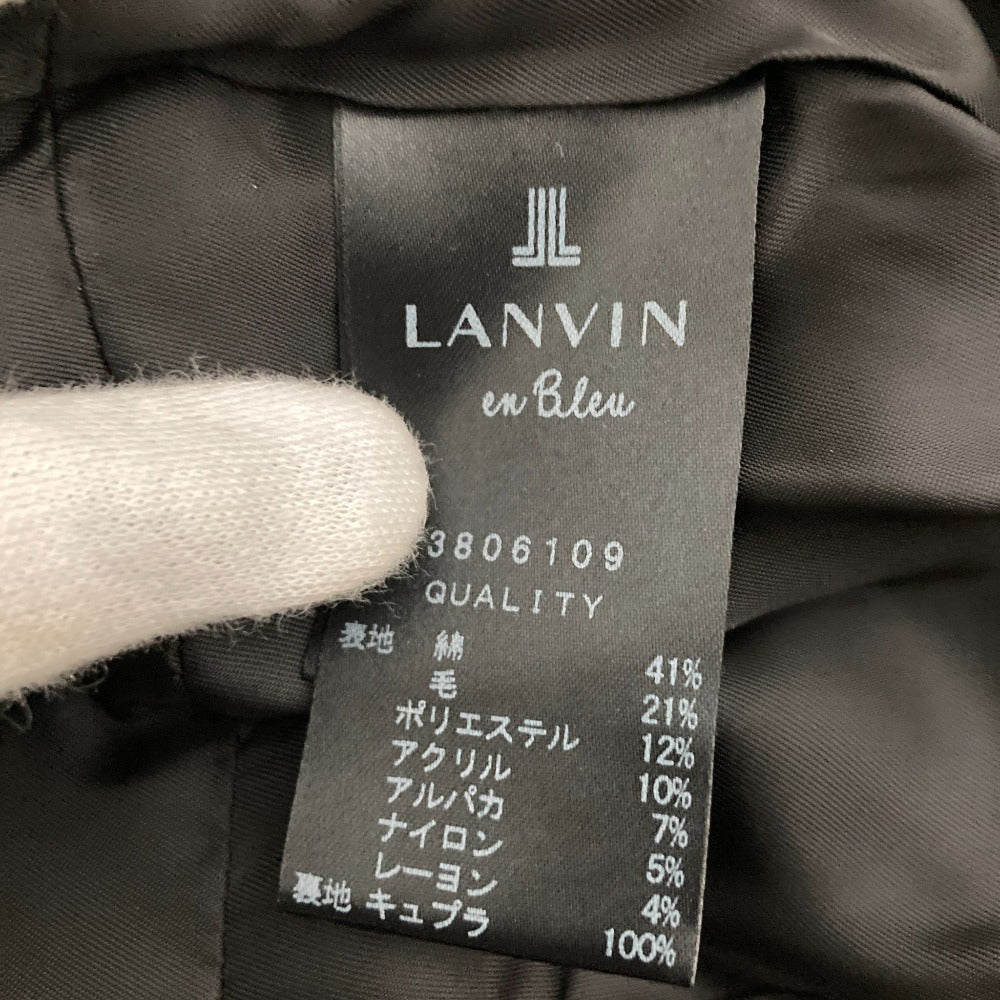 LANVIN
en Bleu
3806109
QUALITY
表地 綿 41%
毛 21%
ポリエステル 12%
アクリル 10%
アルパカ 7%
ナイロン 5%
レーヨン 4%
裏地 キュプラ 100%